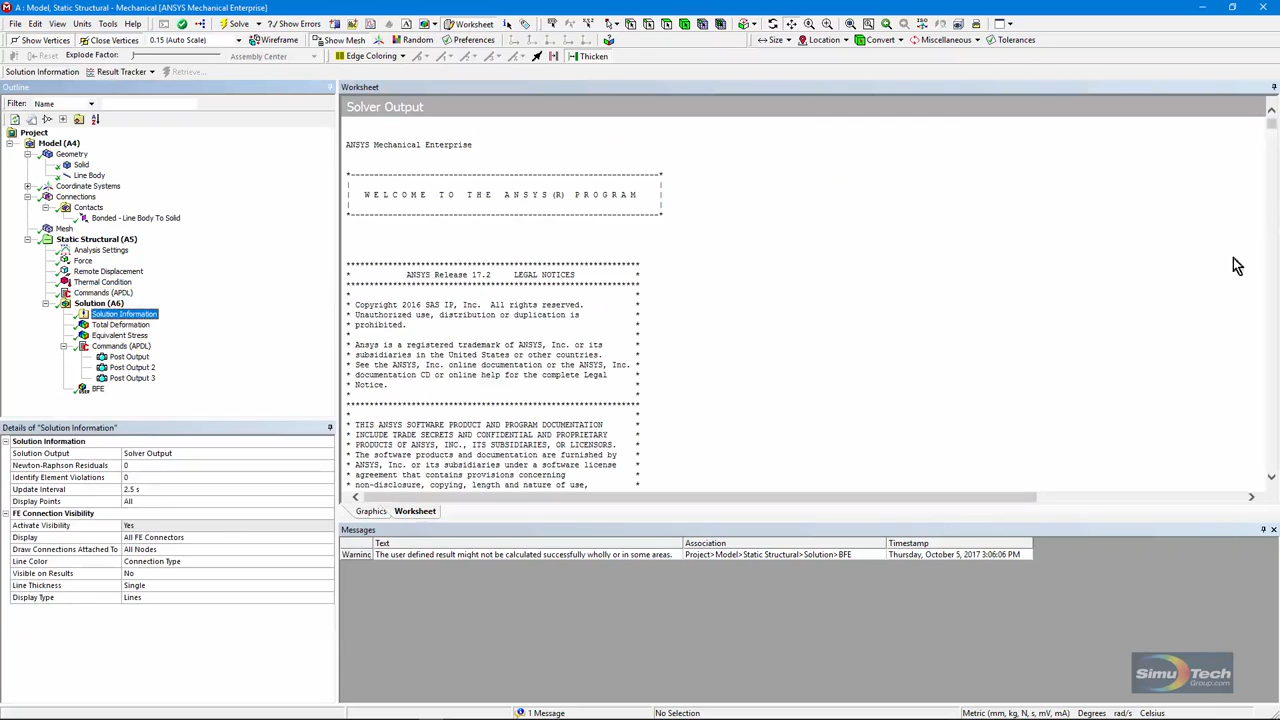 A : Model, Static Structural - Mechanical [ANSYS Mechanical Enterprise]
File Edit View Units Tools Help Solve ?/ Show Errors Worksheet
Show Vertices Close Vertices 0.15 (Auto Scale) Wireframe Show Mesh Random Preferences Size Location Convert Miscellaneous Tolerances
Reset Explode Factor: Assembly Center Edge Coloring Thicken
Solution Information Result Tracker Retrieve...
Outline
Filter: Name
Project
Model (A4)
Geometry
Solid
Line Body
Coordinate Systems
Connections
Contacts
Bonded - Line Body To Solid
Mesh
Static Structural (A5)
Analysis Settings
Force
Remote Displacement
Thermal Condition
Commands (APDL)
Solution (A6)
Solution Information
Total Deformation
Equivalent Stress
Commands (APDL)
Post Output
Post Output 2
Post Output 3
BFE
Details of "Solution Information"
Solution Information
Solution Output Solver Output
Newton-Raphson Residuals 0
Identify Element Violations 0
Update Interval 2.5 s
Display Points All
FE Connection Visibility
Activate Visibility Yes
Display All FE Connectors
Draw Connections Attached To All Nodes
Line Color Connection Type
Visible on Results No
Line Thickness Single
Display Type Lines
Worksheet
Solver Output
ANSYS Mechanical Enterprise
*------------------------------------------------------------------*
| W E L C O M E T O T H E A N S Y S (R) P R O G R A M |
*------------------------------------------------------------------*
***************************************************************
* ANSYS Release 17.2 LEGAL NOTICES *
***************************************************************
* Copyright 2016 SAS IP, Inc. All rights reserved. *
* Unauthorized use, distribution or duplication is *
* prohibited. *
* Ansys is a registered trademark of ANSYS, Inc. or its *
* subsidiaries in the United States or other countries. *
* See the ANSYS, Inc. online documentation or the ANSYS, Inc. *
* documentation CD or online help for the complete Legal *
* Notice. *
***************************************************************
* THIS ANSYS SOFTWARE PRODUCT AND PROGRAM DOCUMENTATION *
* INCLUDE TRADE SECRETS AND CONFIDENTIAL AND PROPRIETARY *
* PRODUCTS OF ANSYS, INC., ITS SUBSIDIARIES, OR LICENSORS. *
* The software products and documentation are furnished by *
* ANSYS, Inc. or its subsidiaries under a software license *
* agreement that contains provisions concerning *
* non-disclosure, copying, length and nature of use, *
Graphics Worksheet
Messages
Text Association Timestamp
Warning The user defined result might not be calculated successfully wholly or in some areas. Project>Model>Static Structural>Solution>BFE Thursday, October 5, 2017 3:06:06 PM
SimuTech
Group.com
1 Message No Selection Metric (mm, kg, N, s, mV, mA) Degrees rad/s Celsius